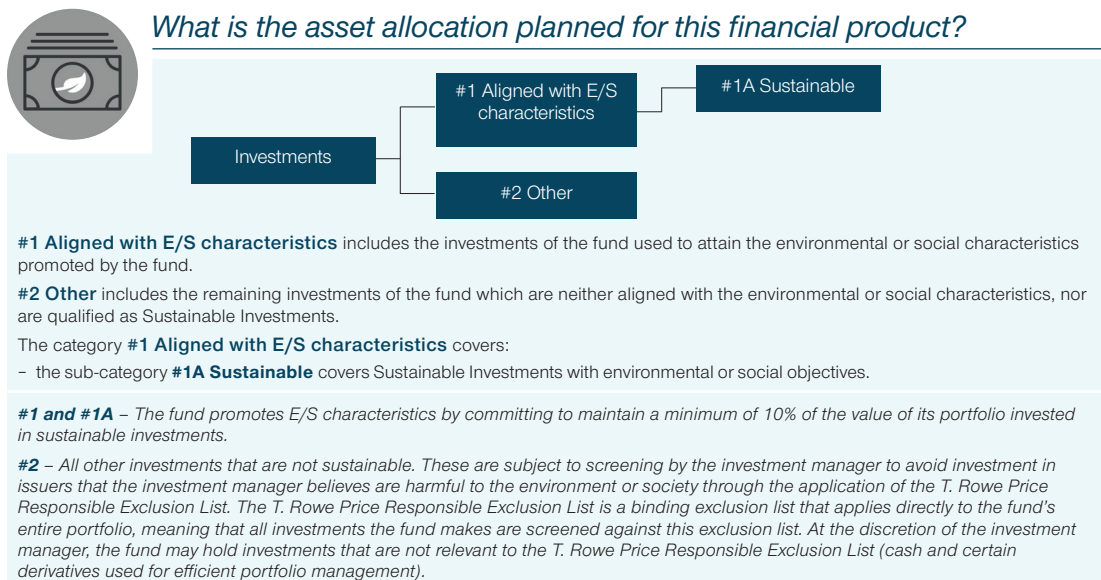 What is the asset allocation planned for this financial product?
#1 Aligned with E/S
characteristics
#1A Sustainable
Investments
#2 Other
#1 Aligned with E/S characteristics includes the investments of the fund used to attain the environmental or social characteristics
promoted by the fund.
#2 Other includes the remaining investments of the fund which are neither aligned with the environmental or social characteristics, nor
are qualified as Sustainable Investments.
The category #1 Aligned with E/S characteristics covers:
– the sub-category #1A Sustainable covers Sustainable Investments with environmental or social objectives.
#1 and #1A – The fund promotes E/S characteristics by committing to maintain a minimum of 10% of the value of its portfolio invested
in sustainable investments.
#2 – All other investments that are not sustainable. These are subject to screening by the investment manager to avoid investment in
issuers that the investment manager believes are harmful to the environment or society through the application of the T. Rowe Price
Responsible Exclusion List. The T. Rowe Price Responsible Exclusion List is a binding exclusion list that applies directly to the fund's
entire portfolio, meaning that all investments the fund makes are screened against this exclusion list. At the discretion of the investment
manager, the fund may hold investments that are not relevant to the T. Rowe Price Responsible Exclusion List (cash and certain
derivatives used for efficient portfolio management).